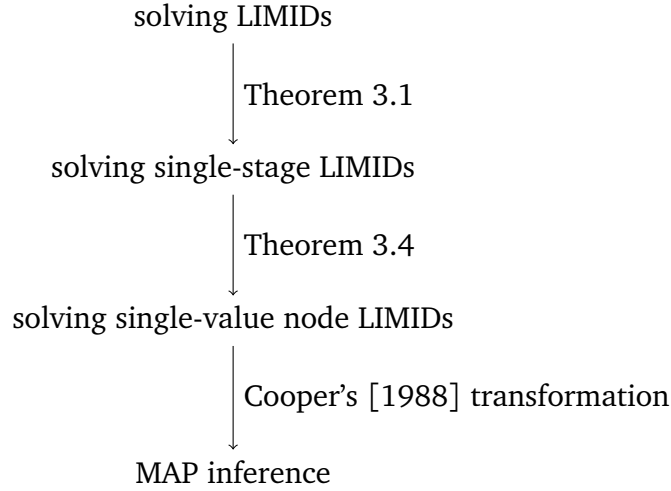 solving LIMIDs
Theorem 3.1
solving single-stage LIMIDs
Theorem 3.4
solving single-value node LIMIDs
Cooper's [1988] transformation
MAP inference